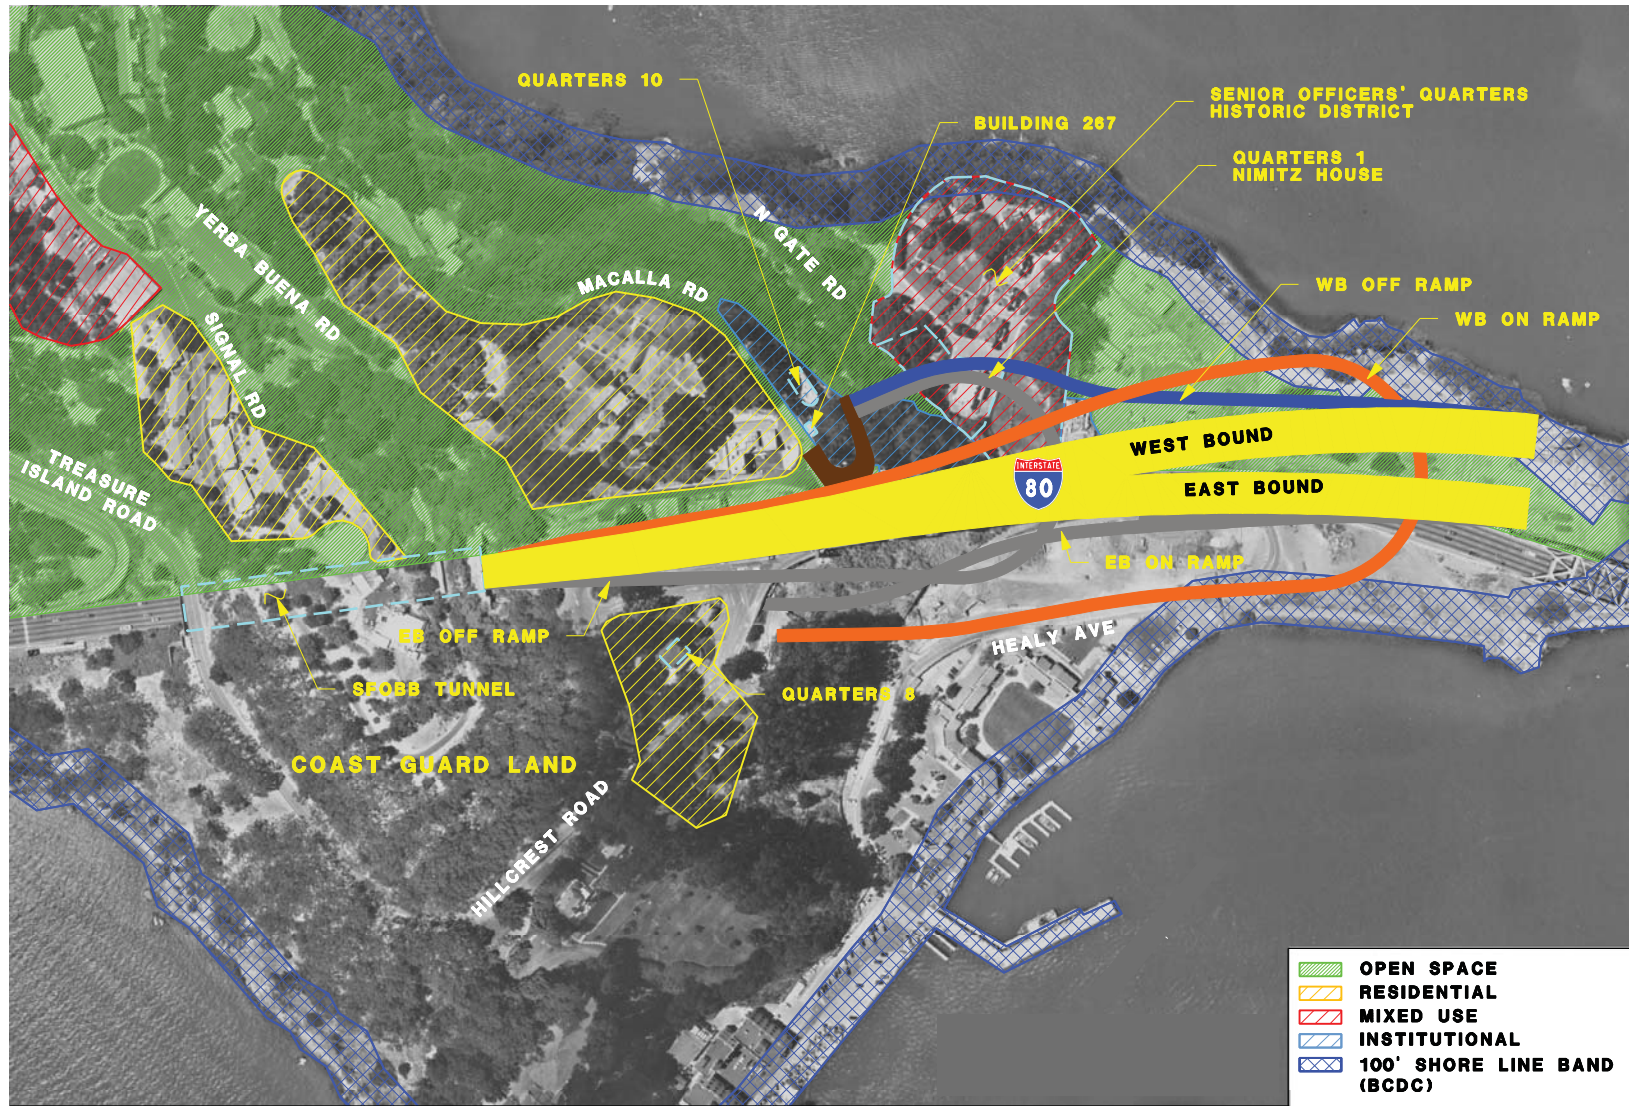 QUARTERS 10
SENIOR OFFICERS' QUARTERS
HISTORIC DISTRICT
BUILDING 267
QUARTERS 1
NIMITZ HOUSE
YERBA BUENA RD
N GATE RD
MACALLA RD
WB OFF RAMP
WB ON RAMP
SIGNAL RD
TREASURE
ISLAND ROAD
WEST BOUND
INTERSTATE
80
EAST BOUND
EB ON RAMP
EB OFF RAMP
HEALY AVE
SFOBB TUNNEL
QUARTERS 8
COAST GUARD LAND
HILLCREST ROAD
OPEN SPACE
RESIDENTIAL
MIXED USE
INSTITUTIONAL
100' SHORE LINE BAND
(BCDC)